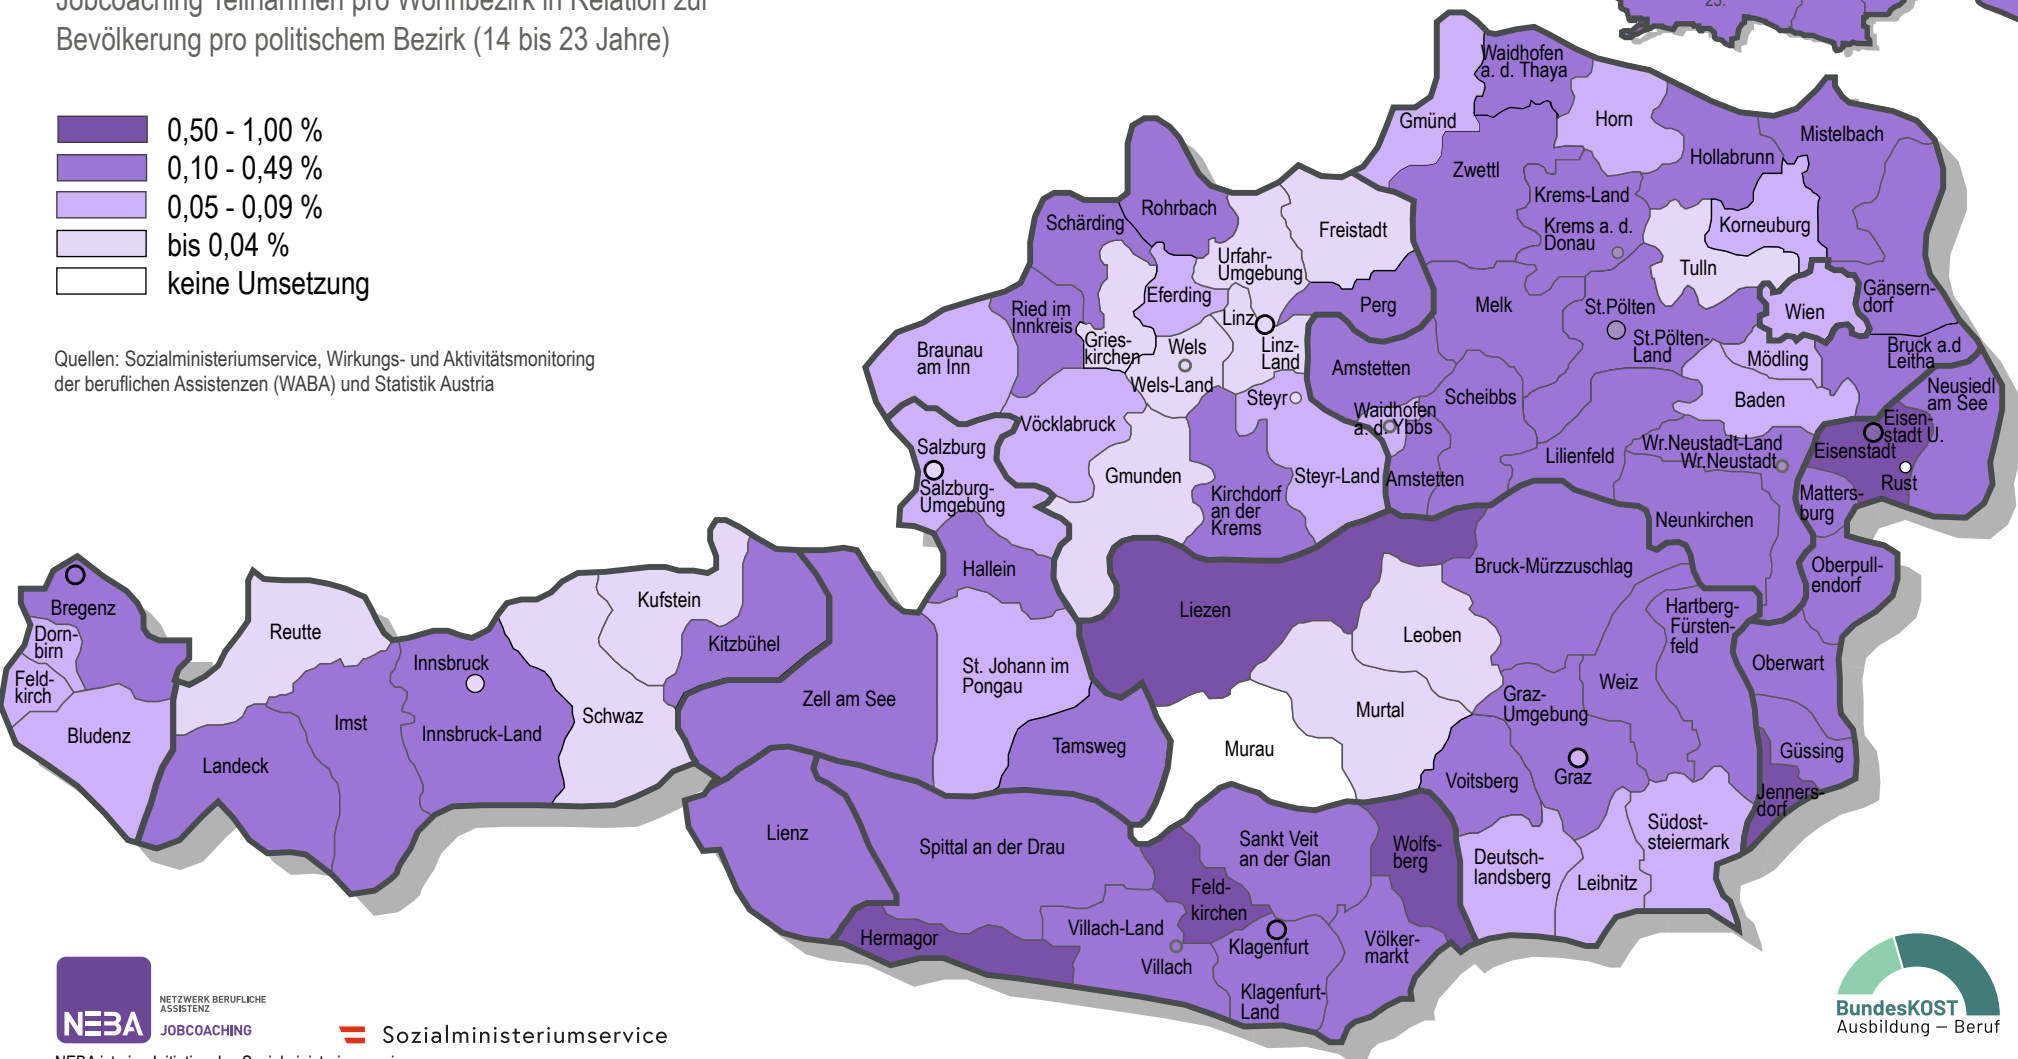 Jobcoaching Teilnahmen pro Wohnbezirk in Relation zur
Bevölkerung pro politischem Bezirk (14 bis 23 Jahre)
23.
0,50 - 1,00 %
0,10 - 0,49 %
0,05 - 0,09 %
bis 0,04 %
keine Umsetzung
Quellen: Sozialministeriumservice, Wirkungs- und Aktivitätsmonitoring
der beruflichen Assistenzen (WABA) und Statistik Austria
Waidhofen
a. d. Thaya
Gmünd
Horn
Mistelbach
Hollabrunn
Zwettl
Krems-Land
Krems a. d.
Donau
Korneuburg
Tulln
Rohrbach
Schärding
Freistadt
Urfahr-
Umgebung
Eferding
Perg
Melk
St.Pölten
St.Pölten-
Land
Wien
Gänsern-
dorf
Ried im
Innkreis
Gries-
kirchen
Linz
Linz-
Land
Wels
Wels-Land
Braunau
am Inn
Amstetten
Mödling
Bruck a.d
Leitha
Neusiedl
am See
Baden
Scheibbs
Steyr
Waidhofen
a. d. Ybbs
Vöcklabruck
Eisen-
stadt U.
Eisenstadt
Rust
Salzburg
Salzburg-
Umgebung
Gmunden
Steyr-Land
Amstetten
Lilienfeld
Wr.Neustadt-Land
Wr.Neustadt
Kirchdorf
an der
Krems
Matters-
burg
Neunkirchen
Hallein
Bruck-Mürzzuschlag
Oberpull-
endorf
Liezen
Leoben
Hartberg-
Fürsten-
feld
Bregenz
Dorn-
birn
Feld-
kirch
Bludenz
Reutte
Kufstein
Kitzbühel
Innsbruck
Innsbruck-Land
Imst
Landeck
Schwaz
Zell am See
St. Johann im
Pongau
Tamsweg
Murau
Murtal
Weiz
Graz-
Umgebung
Graz
Voitsberg
Oberwart
Güssing
Jenners-
dorf
Südost-
steiermark
Leibnitz
Deutsch-
landsberg
Lienz
Spittal an der Drau
Sankt Veit
an der Glan
Wolfs-
berg
Feld-
kirchen
Hermagor
Villach-Land
Villach
Klagenfurt
Klagenfurt-
Land
Völker-
markt
NEBA
NETZWERK BERUFLICHE
ASSISTENZ
JOBCOACHING
Sozialministeriumservice
BundesKOST
Ausbildung – Beruf